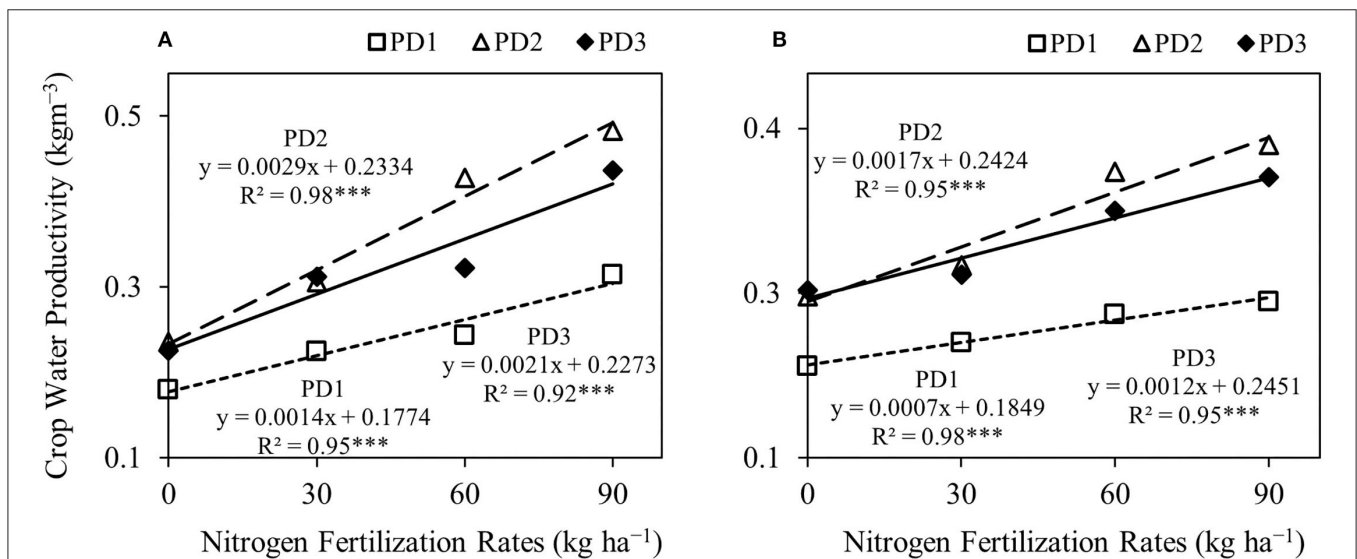 A
PD1 PD2 PD3
Crop Water Productivity (kgm⁻³)
0.5
0.3
0.1
PD2
y = 0.0029x + 0.2334
R² = 0.98***
PD3
y = 0.0021x + 0.2273
R² = 0.92***
PD1
y = 0.0014x + 0.1774
R² = 0.95***
0 30 60 90
Nitrogen Fertilization Rates (kg ha⁻¹)
B
PD1 PD2 PD3
0.4
0.3
0.1
PD2
y = 0.0017x + 0.2424
R² = 0.95***
PD1
y = 0.0007x + 0.1849
R² = 0.98***
PD3
y = 0.0012x + 0.2451
R² = 0.95***
0 30 60 90
Nitrogen Fertilization Rates (kg ha⁻¹)